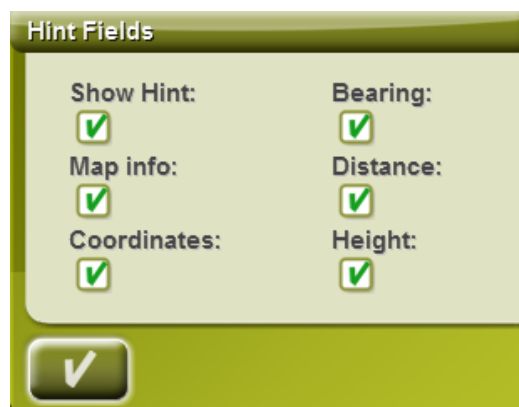 Hint Fields
Show Hint: Bearing:
Map info: Distance:
Coordinates: Height: